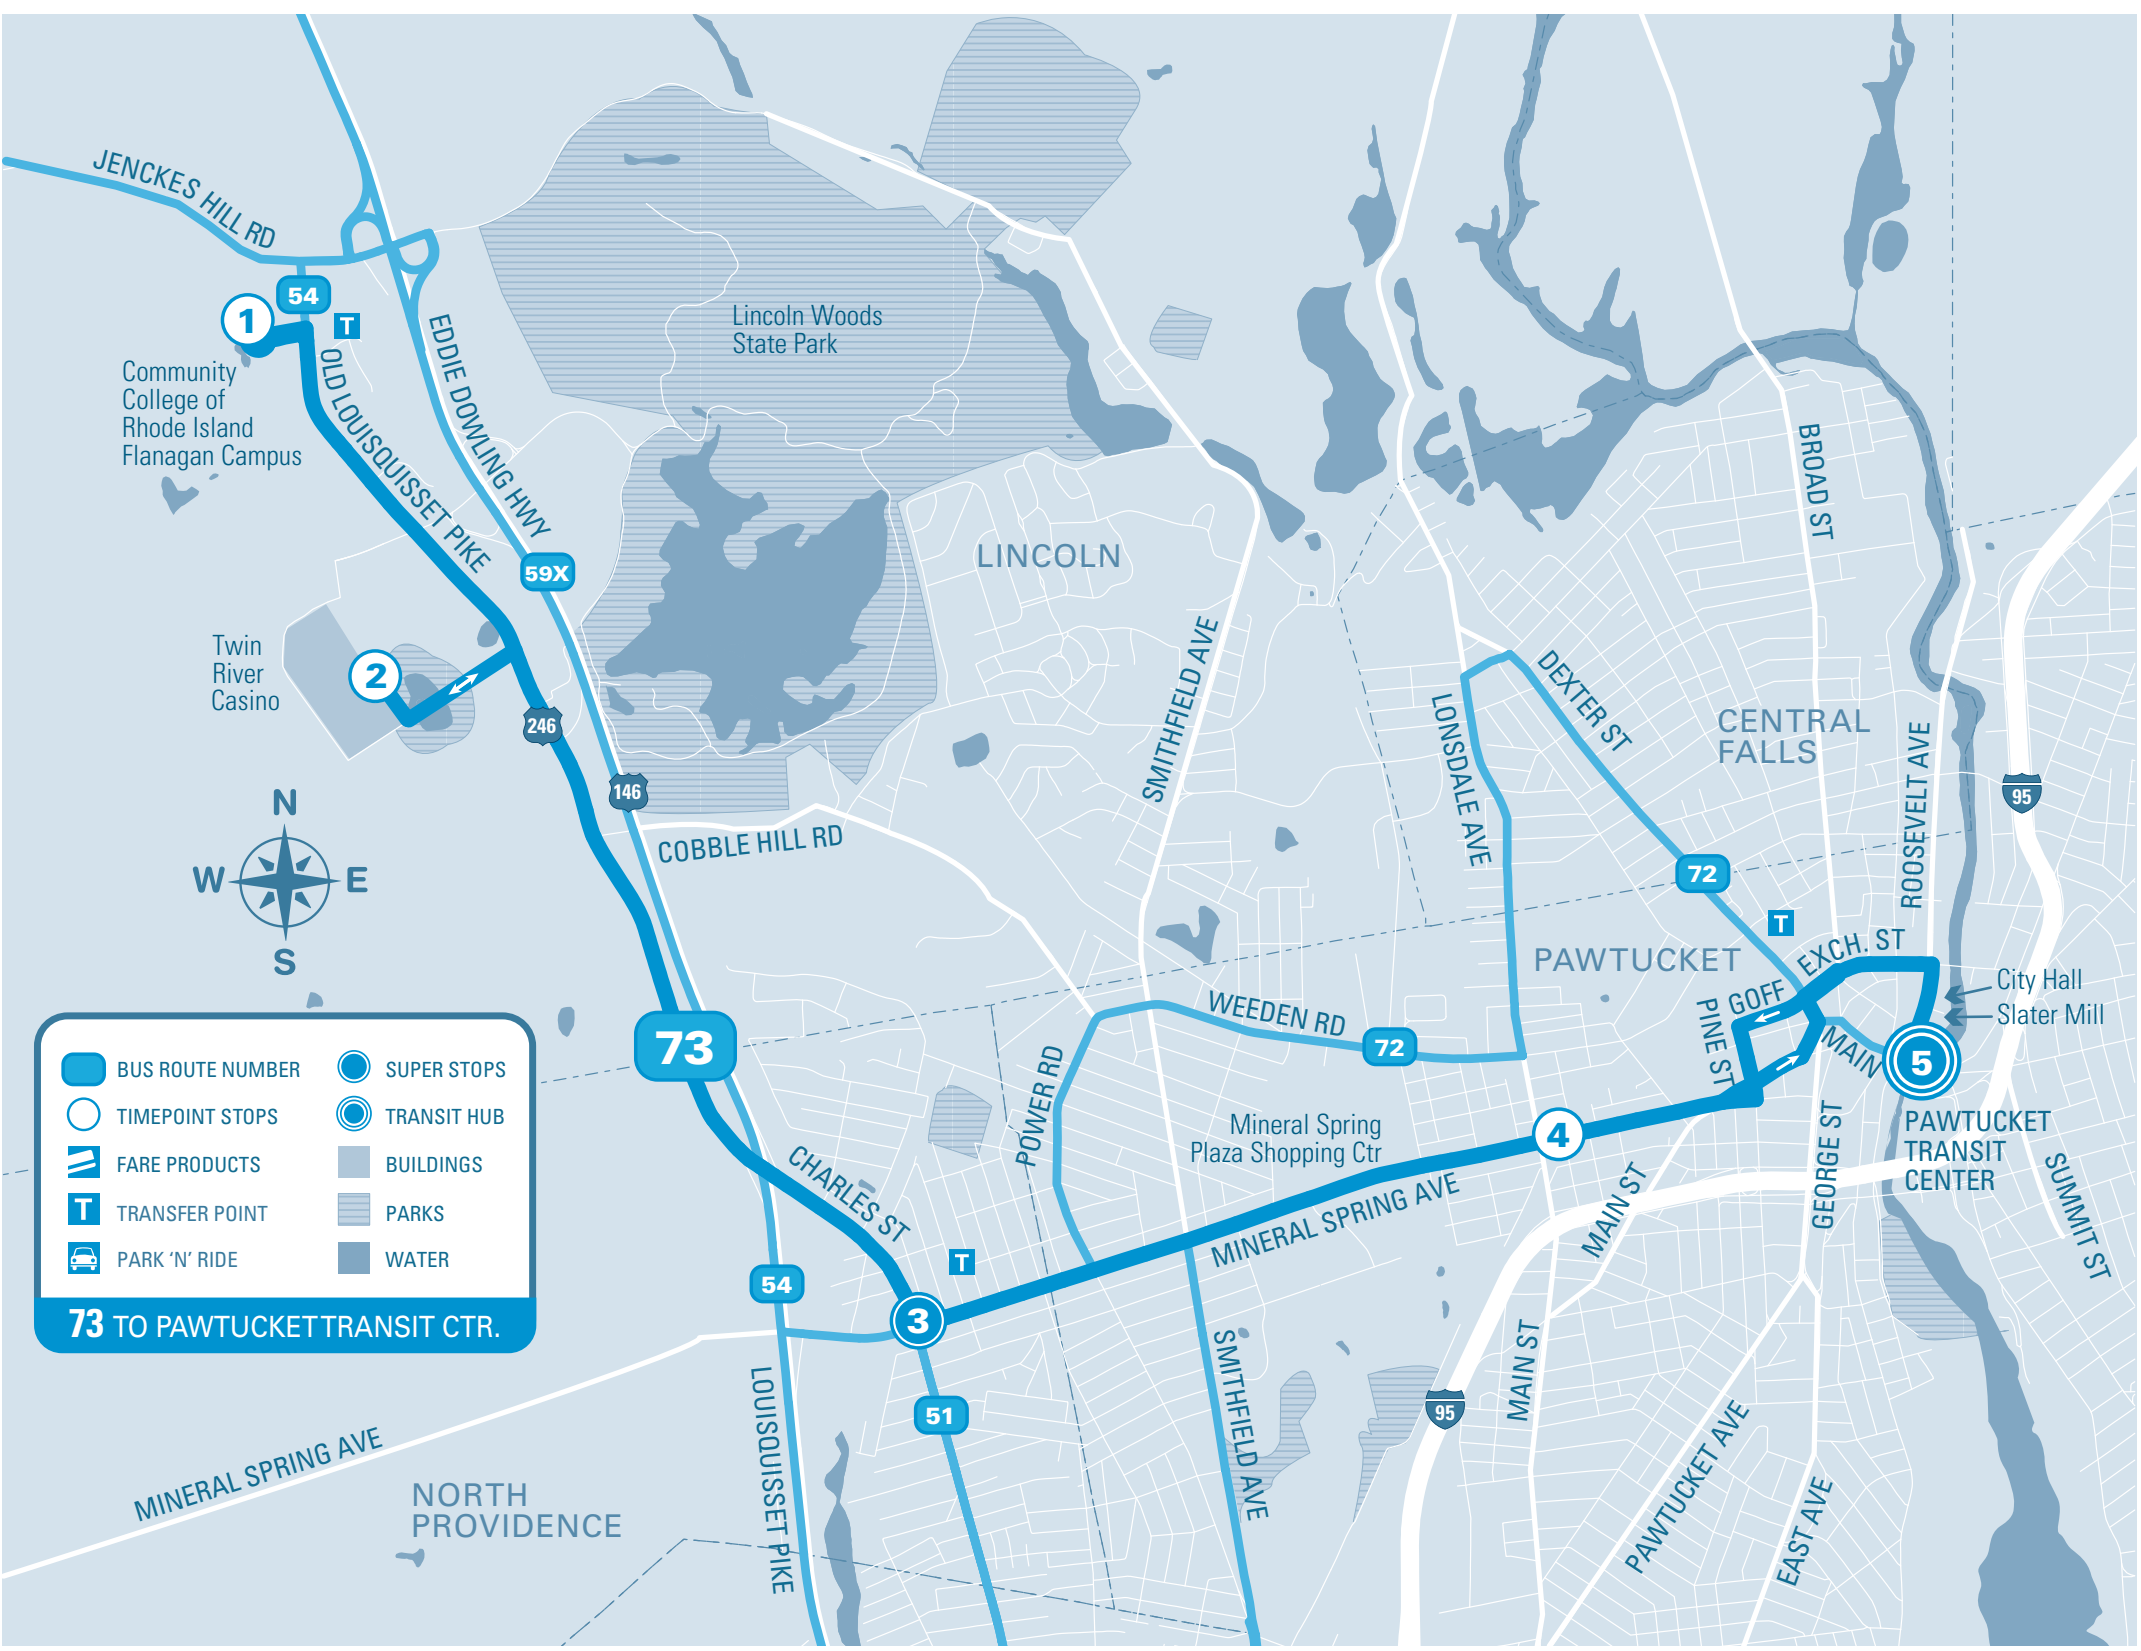 JENCKES HILL RD
54
1
T
Community
College of
Rhode Island
Flanagan Campus
OLD LOUISQUISSET PIKE
EDDIE DOWLING HWY
59X
Lincoln Woods
State Park
LINCOLN
Twin
River
Casino
2
246
146
COBBLE HILL RD
SMITHFIELD AVE
LONSDALE AVE
DEXTER ST
BROAD ST
CENTRAL
FALLS
ROOSEVELT AVE
95
72
T
PAWTUCKET
EXCH. ST
GOFF
PINE ST
MAIN
City Hall
Slater Mill
5
PAWTUCKET
TRANSIT
CENTER
N
W
E
S
73
WEEDEN RD
72
POWER RD
Mineral Spring
Plaza Shopping Ctr
4
MINERAL SPRING AVE
MAIN ST
GEORGE ST
SUMMIT ST
CHARLES ST
T
54
3
51
BUS ROUTE NUMBER
SUPER STOPS
TIMEPOINT STOPS
TRANSIT HUB
FARE PRODUCTS
BUILDINGS
T
TRANSFER POINT
PARKS
PARK ‘N’ RIDE
WATER
73 TO PAWTUCKET TRANSIT CTR.
MINERAL SPRING AVE
NORTH
PROVIDENCE
LOUISQUISSET PIKE
SMITHFIELD AVE
95
MAIN ST
PAWTUCKET AVE
EAST AVE